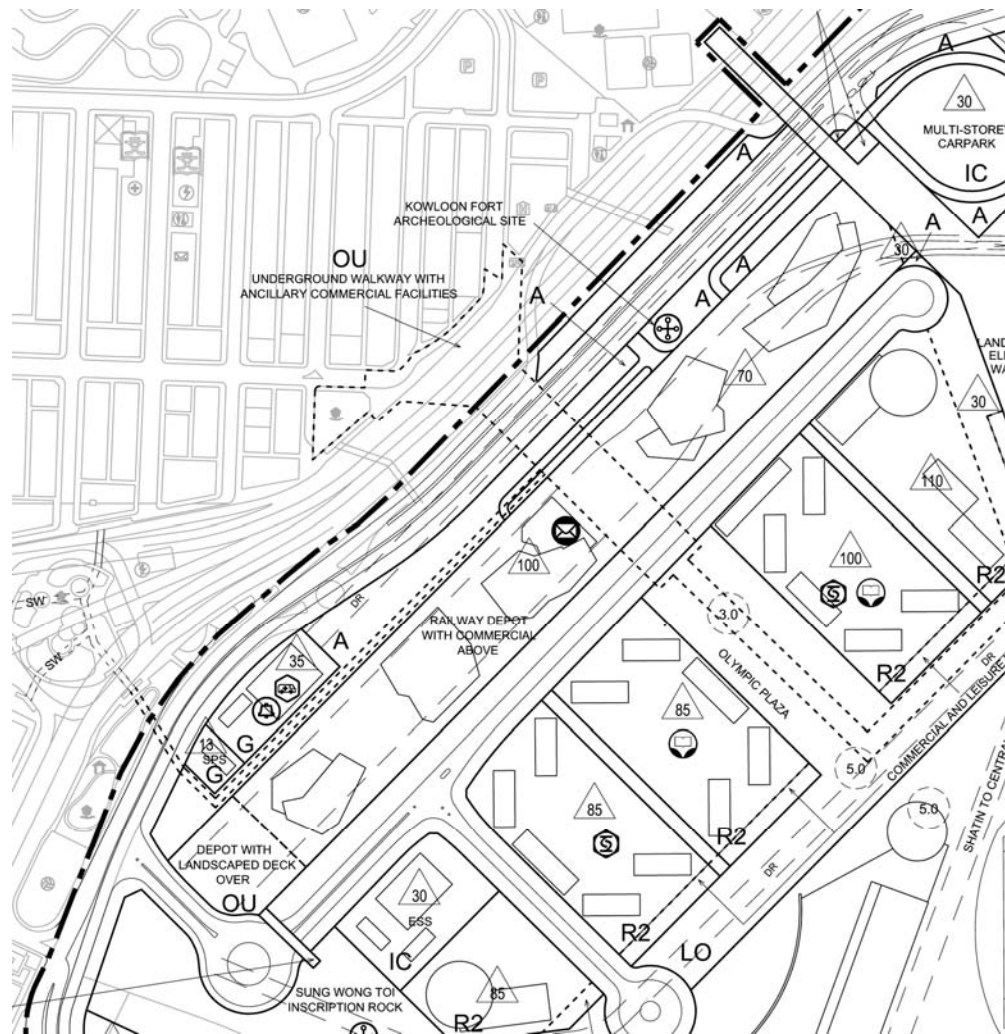 A
30
MULTI-STOREY
CARPARK
IC
A
A
A
KOWLOON FORT
ARCHEOLOGICAL SITE
30
A
OU
UNDERGROUND WALKWAY WITH
ANCILLARY COMMERCIAL FACILITIES
A
A
A
70
30
110
100
100
R2
SW
DR
RAILWAY DEPOT
WITH COMMERCIAL
ABOVE
3.0
SW
A
35
OLYMPIC PLAZA
R2
DR
COMMERCIAL AND LEISURE
85
13
SPS
G
G
5.0
85
5.0
SHATIN TO CENTRA
R2
DEPOT WITH
LANDSCAPED DECK
OVER
DR
OU
30
ESS
R2
LO
IC
SUNG WONG TOI
INSCRIPTION ROCK
85
R2